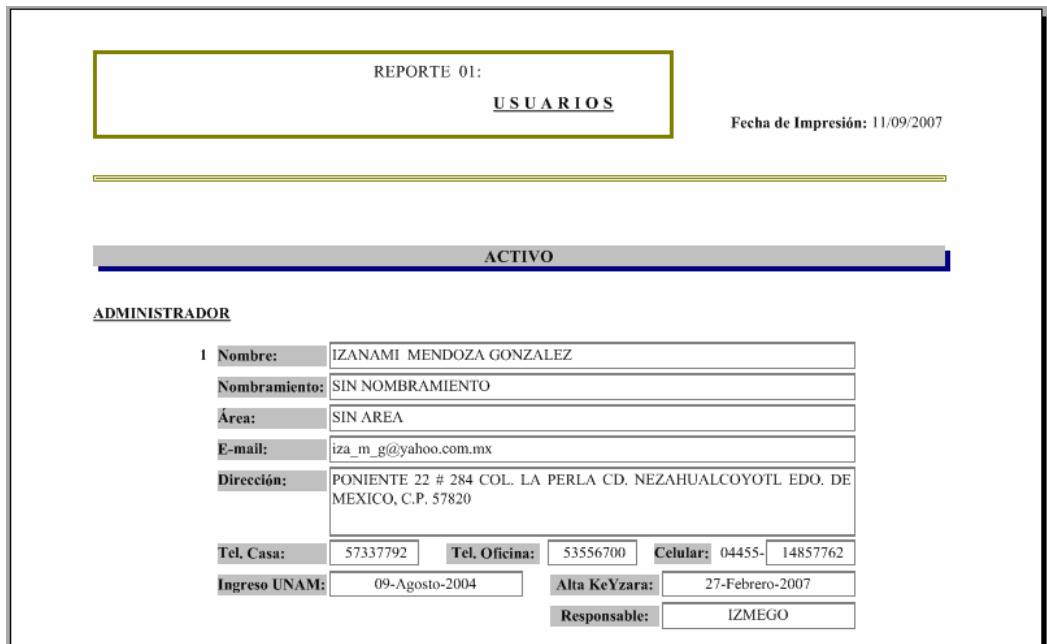 REPORTE 01:
USUARIOS
Fecha de Impresión: 11/09/2007
ACTIVO
ADMINISTRADOR
1 Nombre: IZANAMI MENDOZA GONZALEZ
Nombramiento: SIN NOMBRAMIENTO
Área: SIN AREA
E-mail: iza_m_g@yahoo.com.mx
Dirección: PONIENTE 22 # 284 COL. LA PERLA CD. NEZAHUALCOYOTL EDO. DE
MEXICO, C.P. 57820
Tel. Casa: 57337792 Tel. Oficina: 53556700 Celular: 04455- 14857762
Ingreso UNAM: 09-Agosto-2004 Alta KeYzara: 27-Febrero-2007
Responsable: IZMEGO